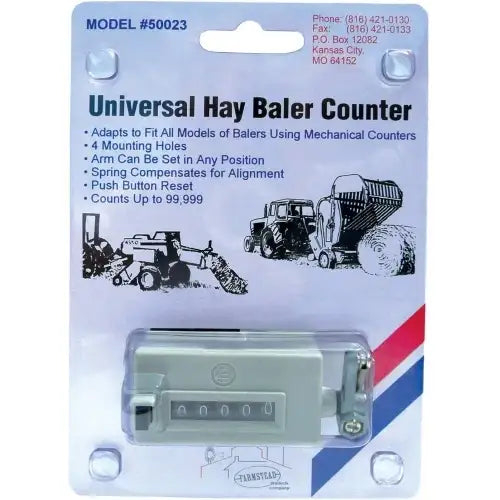 MODEL #50023
Phone: (816) 421-0130
Fax: (816) 421-0133
P.O. Box 12082
Kansas City,
MO 64152
Universal Hay Baler Counter
• Adapts to Fit All Models of Balers Using Mechanical Counters
• 4 Mounting Holes
• Arm Can Be Set in Any Position
• Spring Compensates for Alignment
• Push Button Reset
• Counts Up to 99,999
0 0 0 0 0
FARMSTEAD